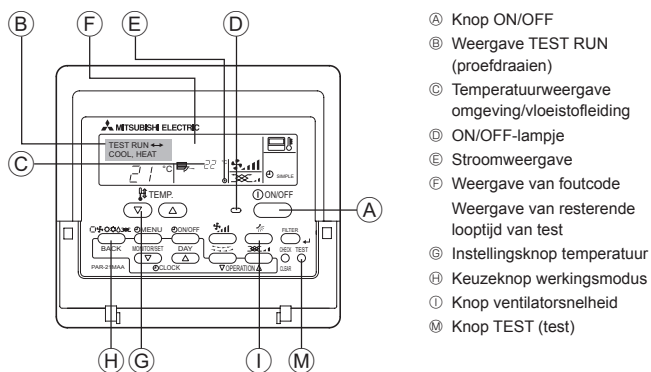 B F E D
MITSUBISHI ELECTRIC
TEST RUN
COOL, HEAT
21 °C 22 °C
SIMPLE
C
TEMP. ON/OFF
A
MENU ON/OFF FILTER
BACK MONITOR/SET DAY CHECK TEST
PAR-21MAA CLOCK OPERATION CLEAR
H G I M
A Knop ON/OFF
B Weergave TEST RUN
(proefdraaien)
C Temperatuurweergave
omgeving/vloeistofleiding
D ON/OFF-lampje
E Stroomweergave
F Weergave van foutcode
Weergave van resterende
looptijd van test
G Instellingsknop temperatuur
H Keuzeknop werkingsmodus
I Knop ventilatorsnelheid
M Knop TEST (test)